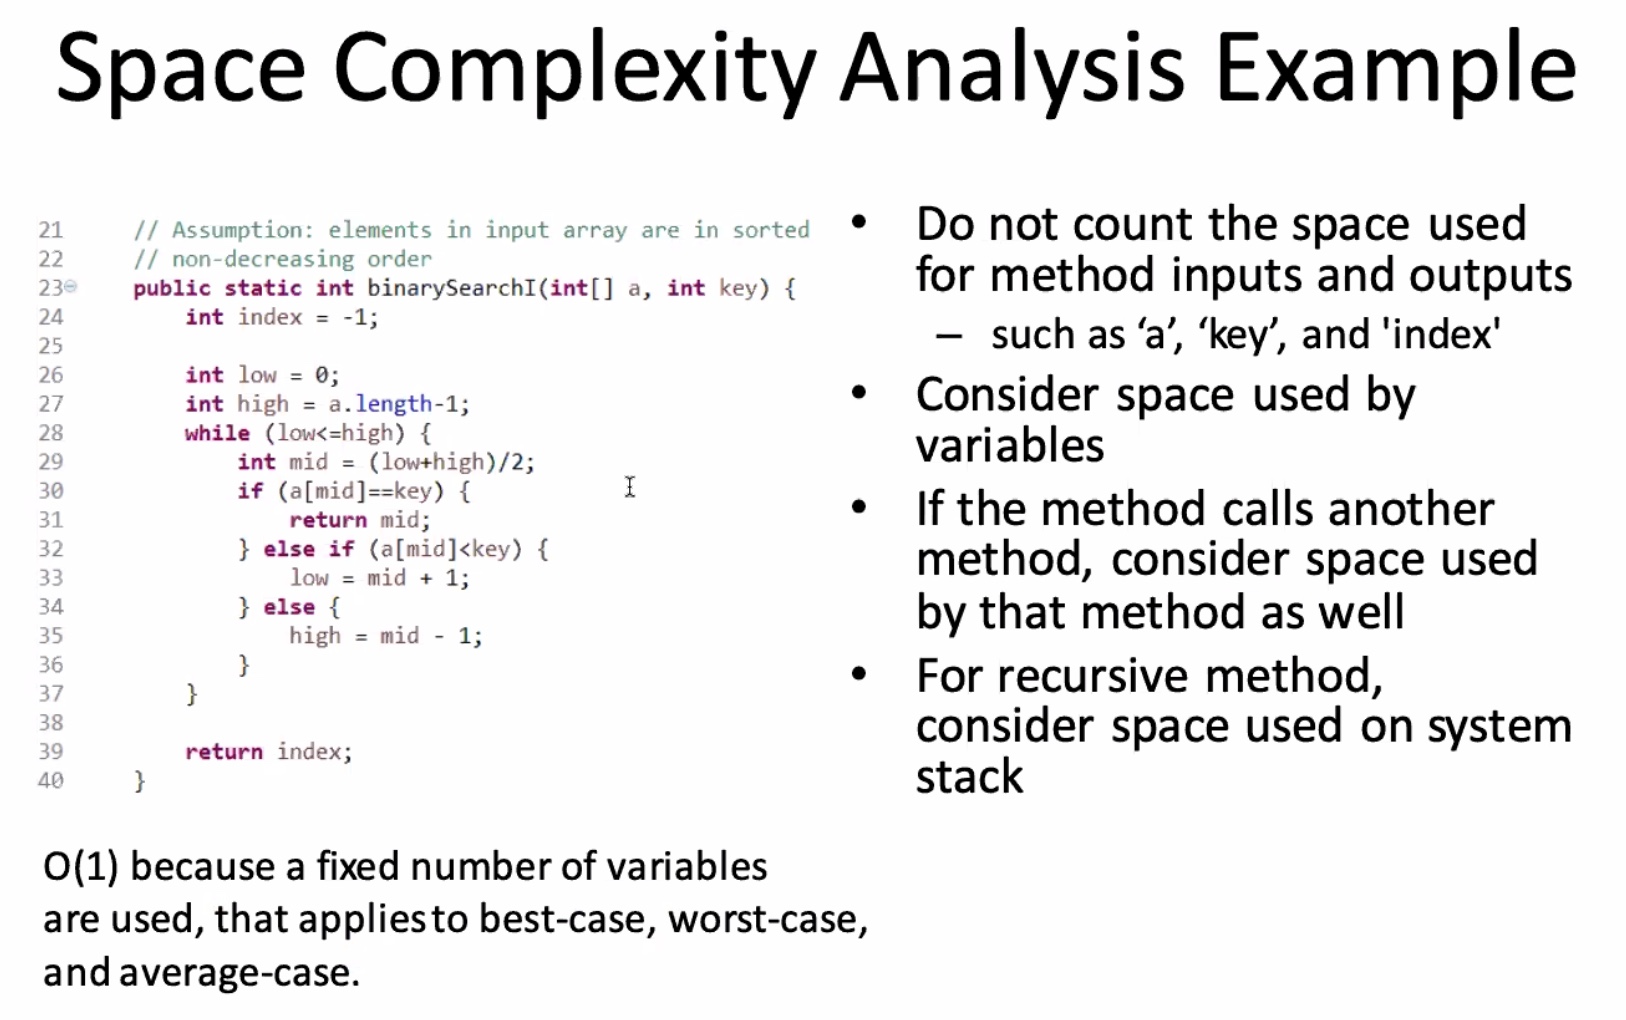 Space Complexity Analysis Example
21 // Assumption: elements in input array are in sorted
22 // non-decreasing order
23 public static int binarySearchI(int[] a, int key) {
24 int index = -1;
25
26 int low = 0;
27 int high = a.length-1;
28 while (low<=high) {
29 int mid = (low+high)/2;
30 if (a[mid]==key) {
31 return mid;
32 } else if (a[mid]<key) {
33 low = mid + 1;
34 } else {
35 high = mid - 1;
36 }
37 }
38
39 return index;
40 }
• Do not count the space used
for method inputs and outputs
– such as ‘a’, ‘key’, and 'index'
• Consider space used by
variables
• If the method calls another
method, consider space used
by that method as well
• For recursive method,
consider space used on system
stack
O(1) because a fixed number of variables
are used, that applies to best-case, worst-case,
and average-case.